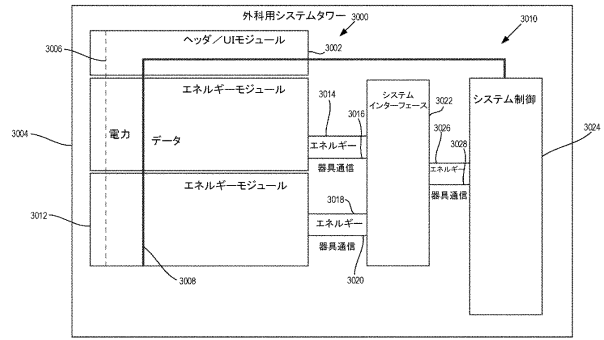 外科用システムタワー
3000
3010
3006
ヘッダ／UIモジュール
3002
エネルギーモジュール
3014
システム
インターフェース
3022
システム制御
3004
電力
データ
3016
エネルギー
器具通信
3026
3028
エネルギー
器具通信
3024
エネルギーモジュール
3012
3018
エネルギー
器具通信
3020
3008